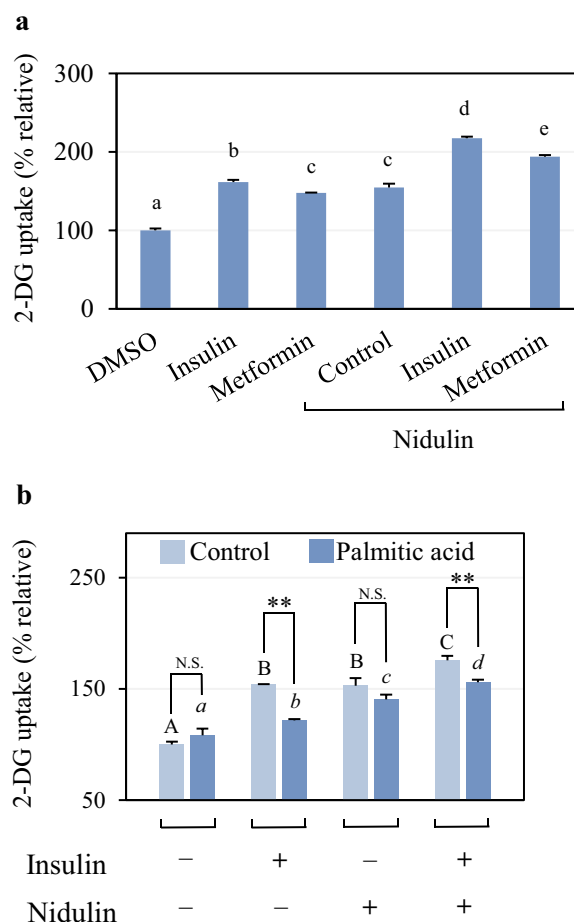 a
2-DG uptake (% relative)
300
200
100
0
a
b
c
c
d
e
DMSO
Insulin
Metformin
Control
Insulin
Metformin
Nidulin
b
2-DG uptake (% relative)
250
150
50
Control
Palmitic acid
N.S.
**
N.S.
**
A
a
B
b
B
c
C
d
Insulin − + − +
Nidulin − − + +